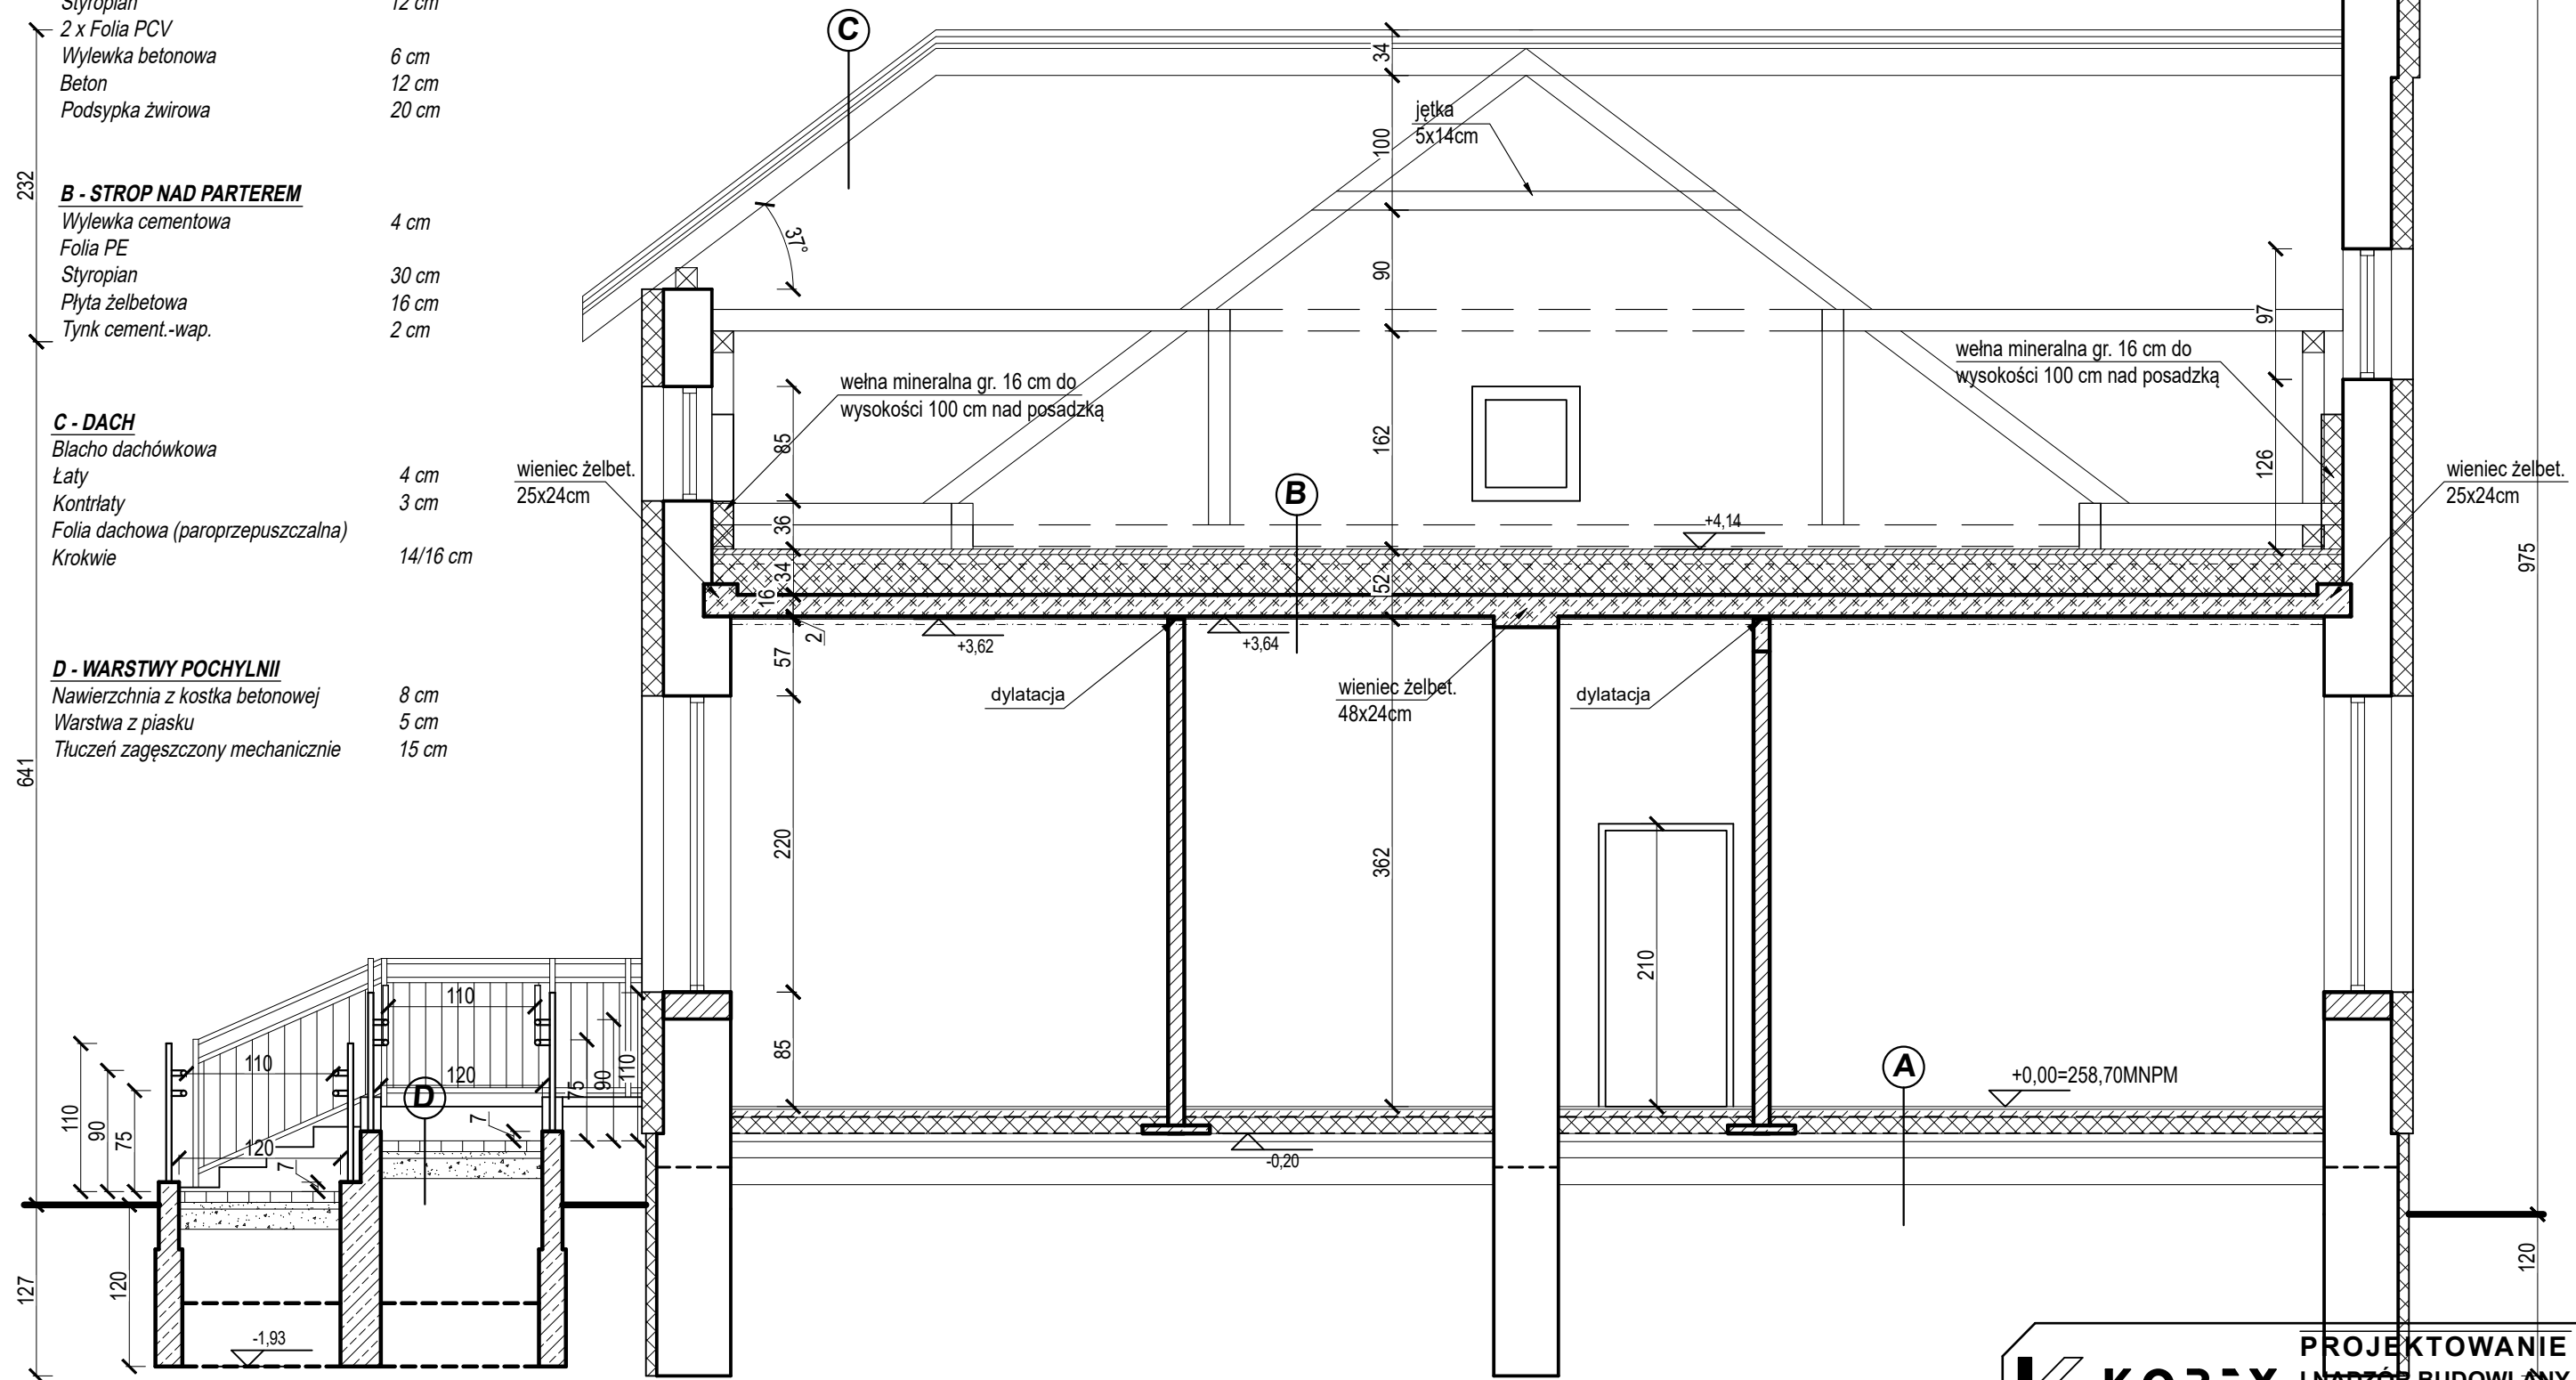 Styropian 12 cm
2 x Folia PCV
Wylewka betonowa 6 cm
Beton 12 cm
Podsypka żwirowa 20 cm
B - STROP NAD PARTEREM
Wylewka cementowa 4 cm
Folia PE
Styropian 30 cm
Płyta żelbetowa 16 cm
Tynk cement.-wap. 2 cm
C - DACH
Blacho dachówkowa
Łaty 4 cm
Kontrłaty 3 cm
Folia dachowa (paroprzepuszczalna)
Krokwie 14/16 cm
D - WARSTWY POCHYLNII
Nawierzchnia z kostka betonowej 8 cm
Warstwa z piasku 5 cm
Tłuczeń zagęszczony mechanicznie 15 cm
232
641
127
C
37°
34
100
90
162
52
362
jętka
5x14cm
wełna mineralna gr. 16 cm do
wysokości 100 cm nad posadzką
wełna mineralna gr. 16 cm do
wysokości 100 cm nad posadzką
97
126
wieniec żelbet.
25x24cm
wieniec żelbet.
25x24cm
B
85
36
34
16
2
57
220
85
+4,14
+3,62
+3,64
dylatacja
wieniec żelbet.
48x24cm
dylatacja
210
A
+0,00=258,70MNPM
-0,20
975
120
110
110
120
120
D
7
7
75
90
110
110
90
75
120
-1,93
PROJEKTOWANIE
I NADZÓR BUDOWLANY